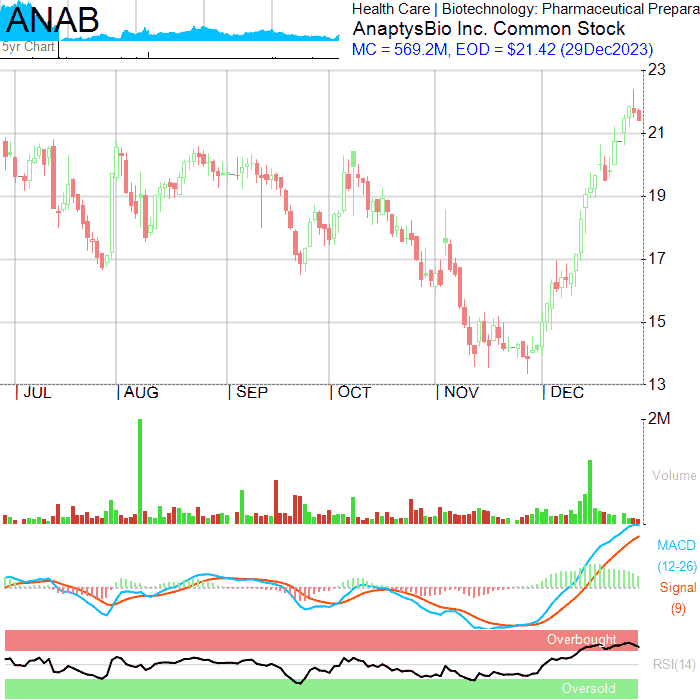 ANAB
5yr Chart
Health Care | Biotechnology: Pharmaceutical Prepara
AnaptysBio Inc. Common Stock
MC = 569.2M, EOD = $21.42 (29Dec2023)
23
21
19
17
15
13
JUL AUG SEP OCT NOV DEC
2M
Volume
MACD
(12-26)
Signal
(9)
Overbought
RSI(14)
Oversold